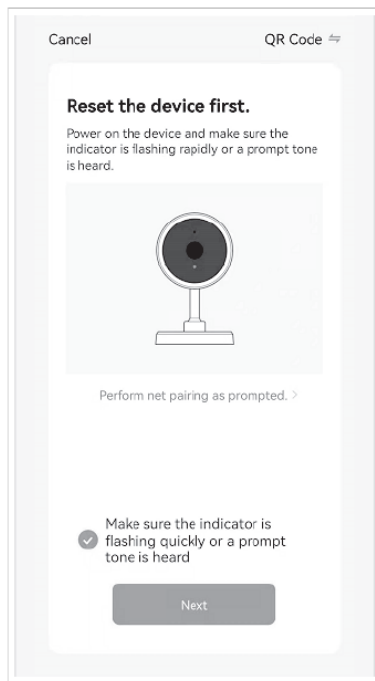 Cancel
QR Code
Reset the device first.
Power on the device and make sure the
indicator is flashing rapidly or a prompt tone
is heard.
Perform net pairing as prompted. >
Make sure the indicator is
flashing quickly or a prompt
tone is heard
Next